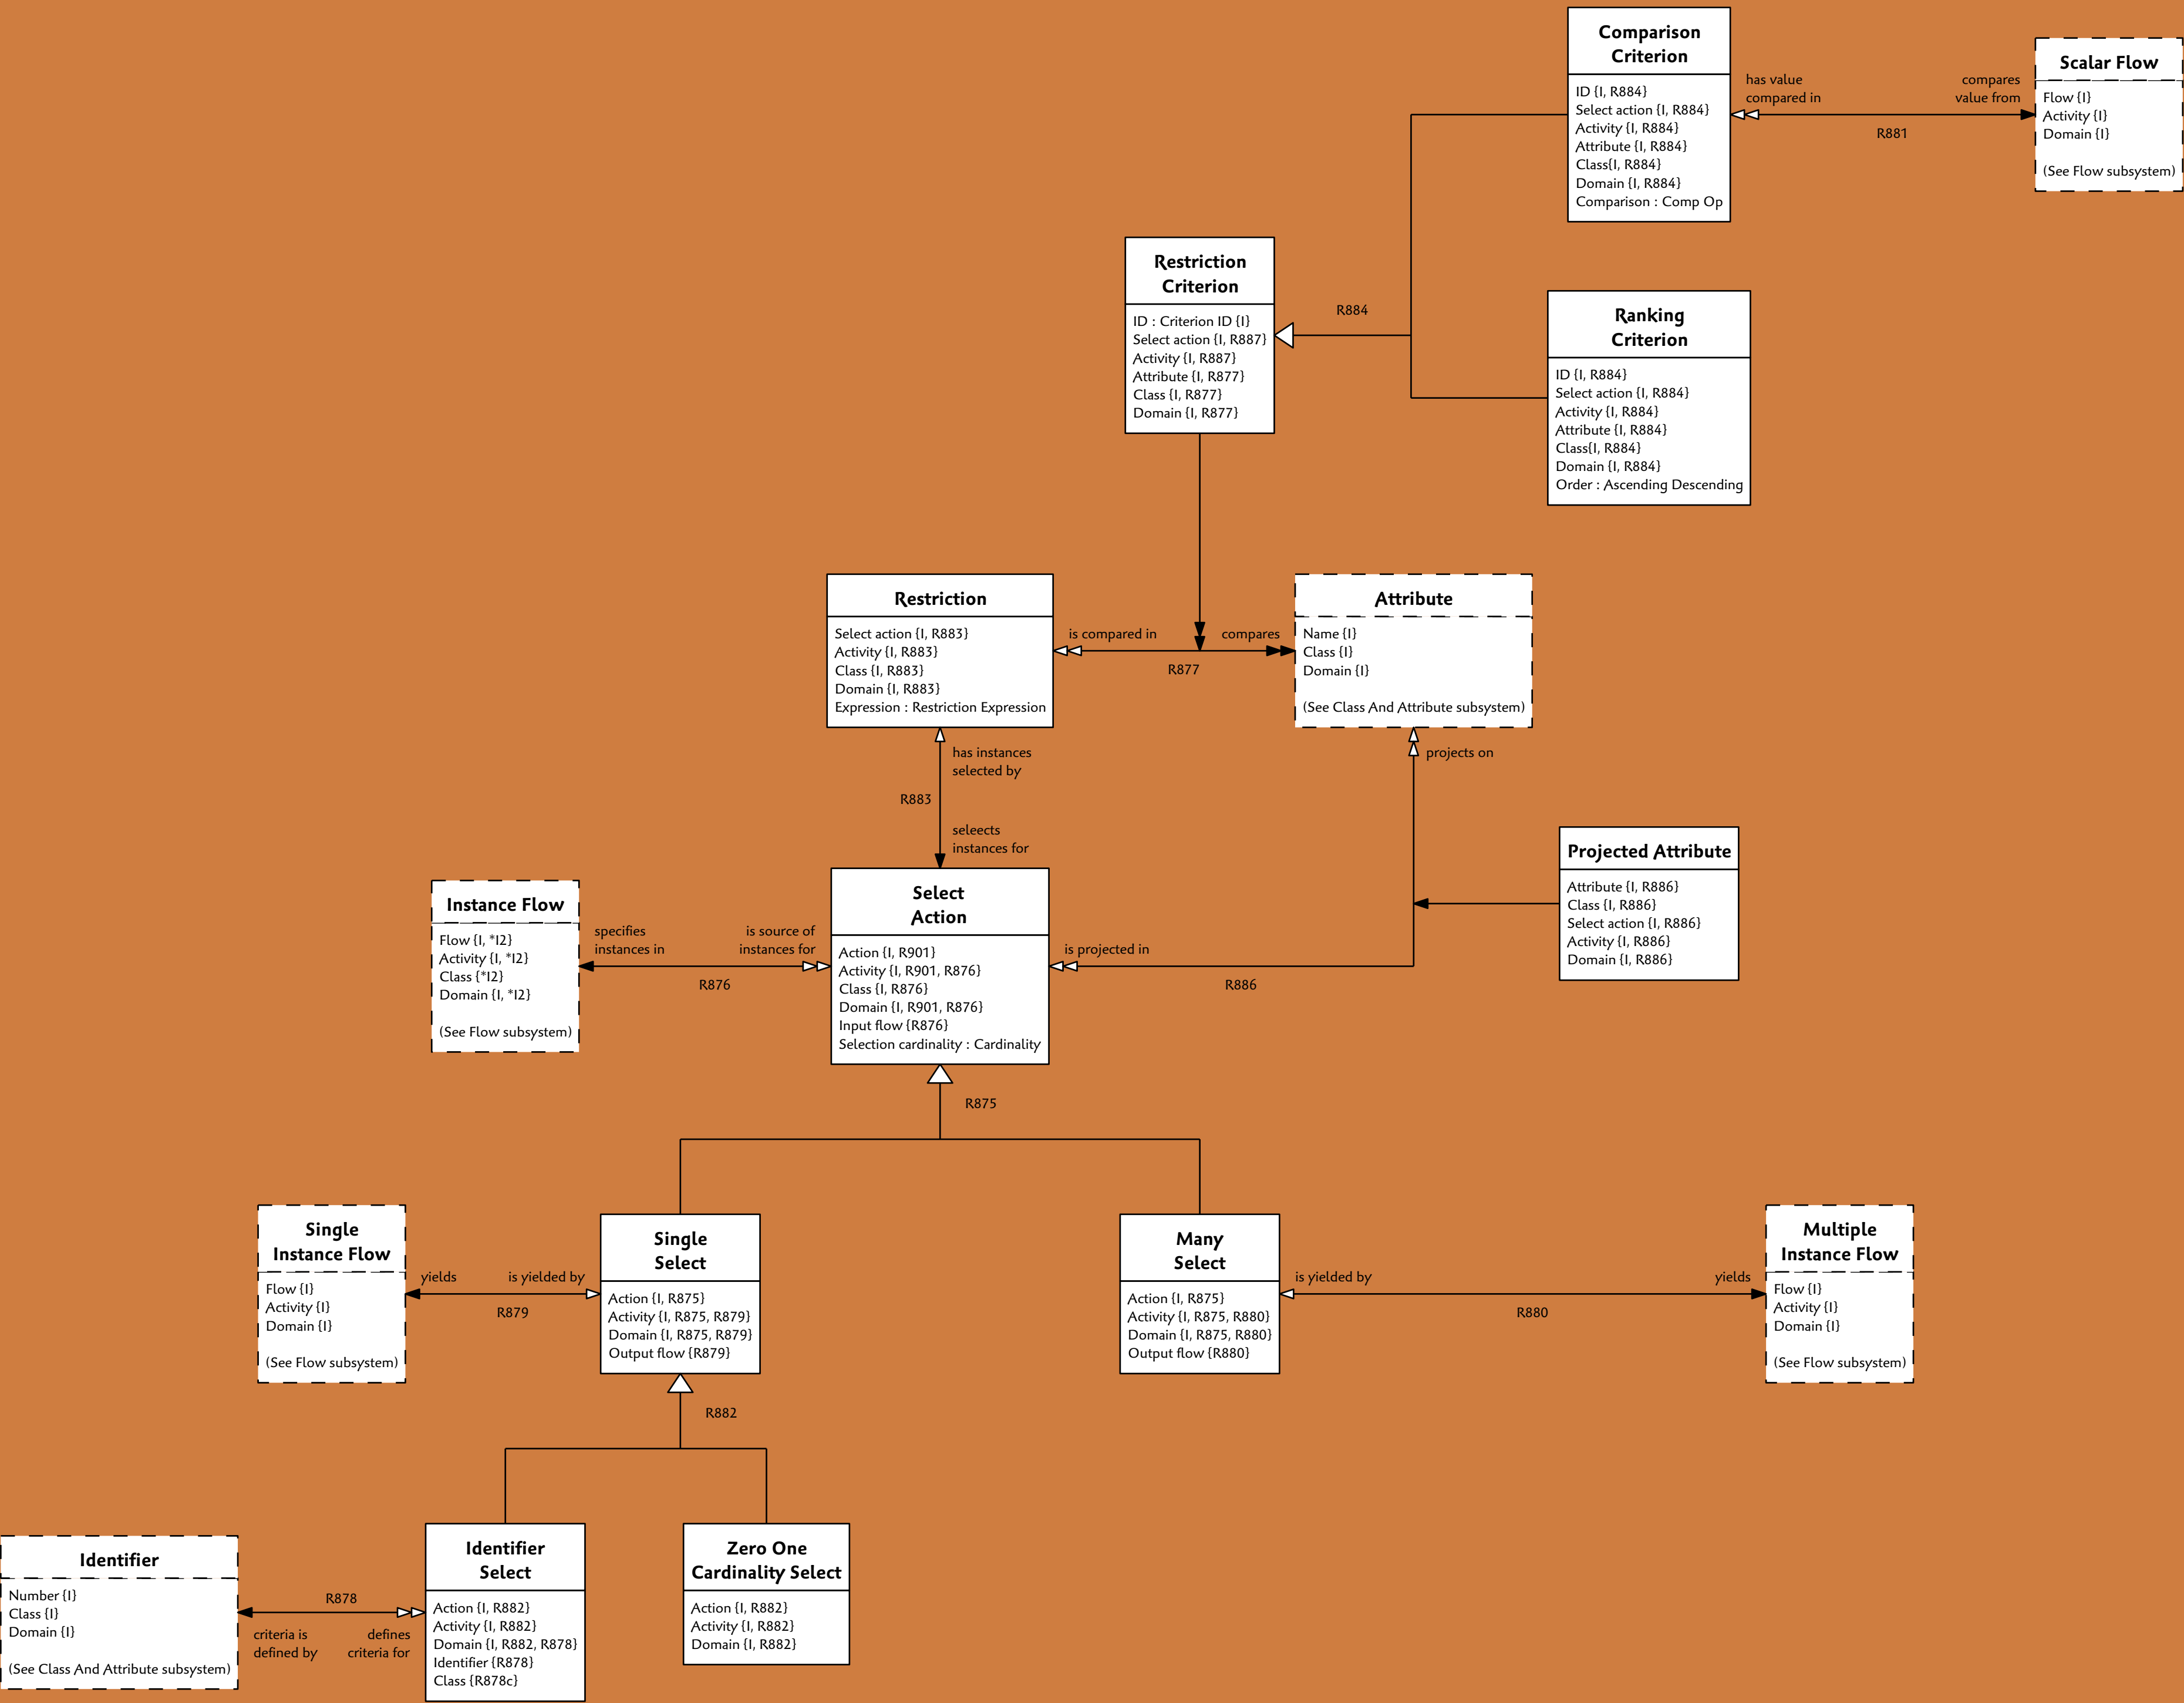 Comparison
Criterion
ID {I, R884}
Select action {I, R884}
Activity {I, R884}
Attribute {I, R884}
Class{I, R884}
Domain {I, R884}
Comparison : Comp Op
has value
compared in
compares
value from
R881
Scalar Flow
Flow {I}
Activity {I}
Domain {I}
(See Flow subsystem)
Restriction
Criterion
ID : Criterion ID {I}
Select action {I, R887}
Activity {I, R887}
Attribute {I, R877}
Class {I, R877}
Domain {I, R877}
R884
Ranking
Criterion
ID {I, R884}
Select action {I, R884}
Activity {I, R884}
Attribute {I, R884}
Class{I, R884}
Domain {I, R884}
Order : Ascending Descending
Restriction
Select action {I, R883}
Activity {I, R883}
Class {I, R883}
Domain {I, R883}
Expression : Restriction Expression
is compared in
compares
R877
Attribute
Name {I}
Class {I}
Domain {I}
(See Class And Attribute subsystem)
has instances
selected by
R883
seleects
instances for
projects on
Projected Attribute
Attribute {I, R886}
Class {I, R886}
Select action {I, R886}
Activity {I, R886}
Domain {I, R886}
Instance Flow
Flow {I, *I2}
Activity {I, *I2}
Class {*I2}
Domain {I, *I2}
(See Flow subsystem)
specifies
instances in
is source of
instances for
R876
Select
Action
Action {I, R901}
Activity {I, R901, R876}
Class {I, R876}
Domain {I, R901, R876}
Input flow {R876}
Selection cardinality : Cardinality
is projected in
R886
R875
Single
Instance Flow
Flow {I}
Activity {I}
Domain {I}
(See Flow subsystem)
yields
is yielded by
R879
Single
Select
Action {I, R875}
Activity {I, R875, R879}
Domain {I, R875, R879}
Output flow {R879}
Many
Select
Action {I, R875}
Activity {I, R875, R880}
Domain {I, R875, R880}
Output flow {R880}
is yielded by
yields
R880
Multiple
Instance Flow
Flow {I}
Activity {I}
Domain {I}
(See Flow subsystem)
R882
Identifier
Number {I}
Class {I}
Domain {I}
(See Class And Attribute subsystem)
R878
criteria is
defined by
defines
criteria for
Identifier
Select
Action {I, R882}
Activity {I, R882}
Domain {I, R882, R878}
Identifier {R878}
Class {R878c}
Zero One
Cardinality Select
Action {I, R882}
Activity {I, R882}
Domain {I, R882}